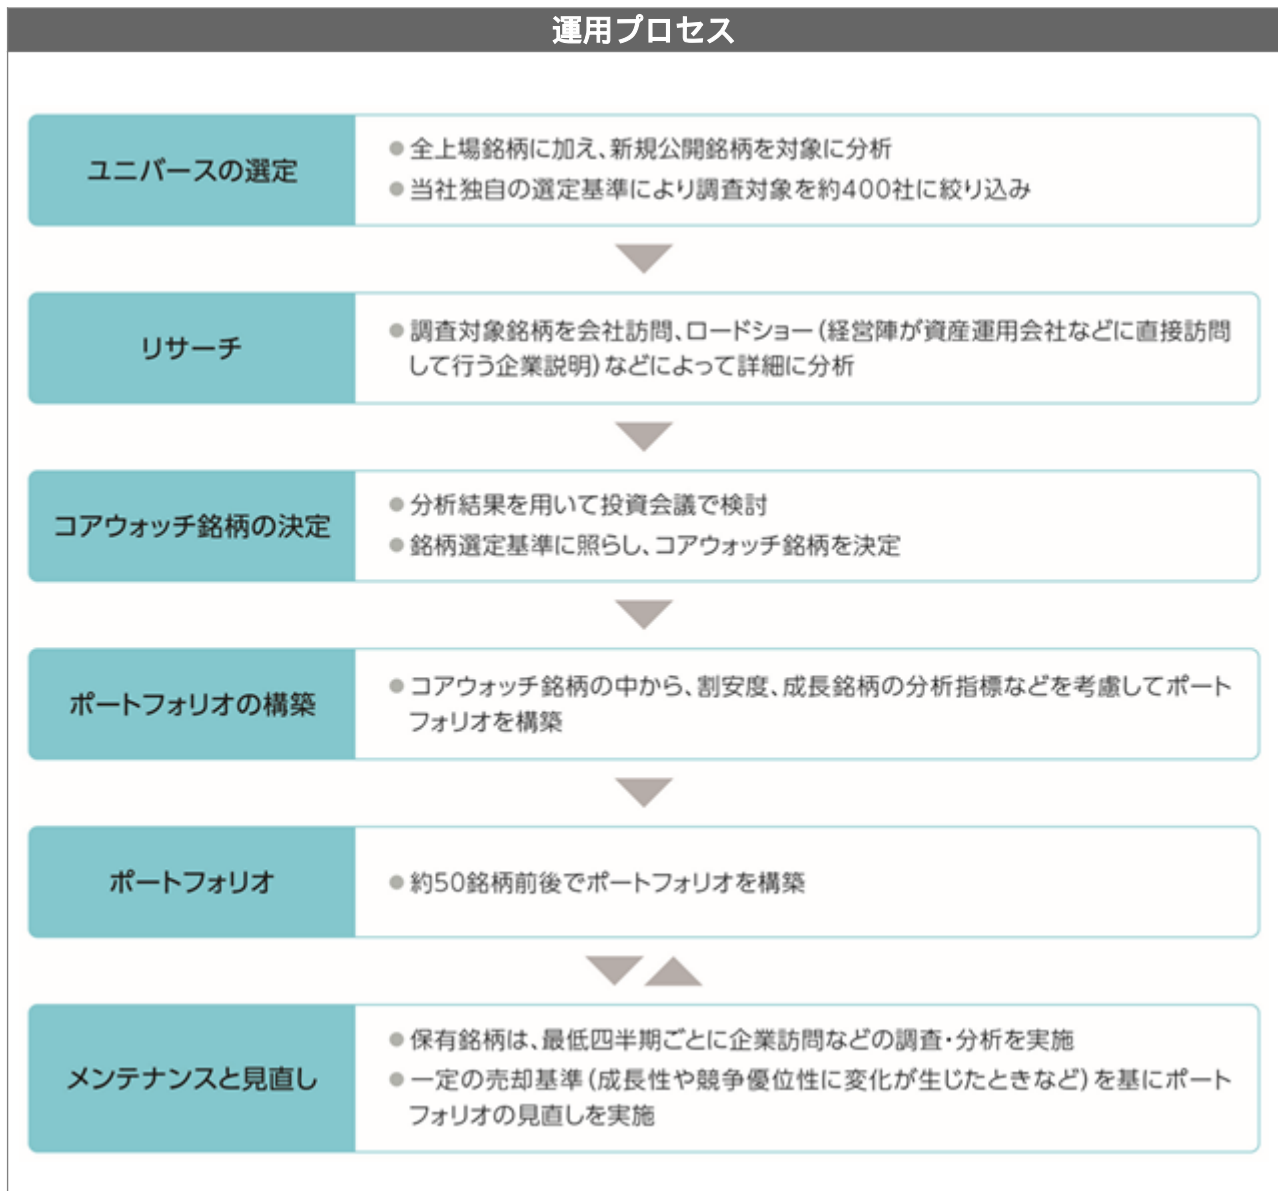 運用プロセス
ユニバースの選定
●全上場銘柄に加え、新規公開銘柄を対象に分析
●当社独自の選定基準により調査対象を約400社に絞り込み
リサーチ
●調査対象銘柄を会社訪問、ロードショー（経営陣が資産運用会社などに直接訪問
して行う企業説明）などによって詳細に分析
コアウォッチ銘柄の決定
●分析結果を用いて投資会議で検討
●銘柄選定基準に照らし、コアウォッチ銘柄を決定
ポートフォリオの構築
●コアウォッチ銘柄の中から、割安度、成長銘柄の分析指標などを考慮してポート
フォリオを構築
ポートフォリオ
●約50銘柄前後でポートフォリオを構築
メンテナンスと見直し
●保有銘柄は、最低四半期ごとに企業訪問などの調査・分析を実施
●一定の売却基準（成長性や競争優位性に変化が生じたときなど）を基にポート
フォリオの見直しを実施